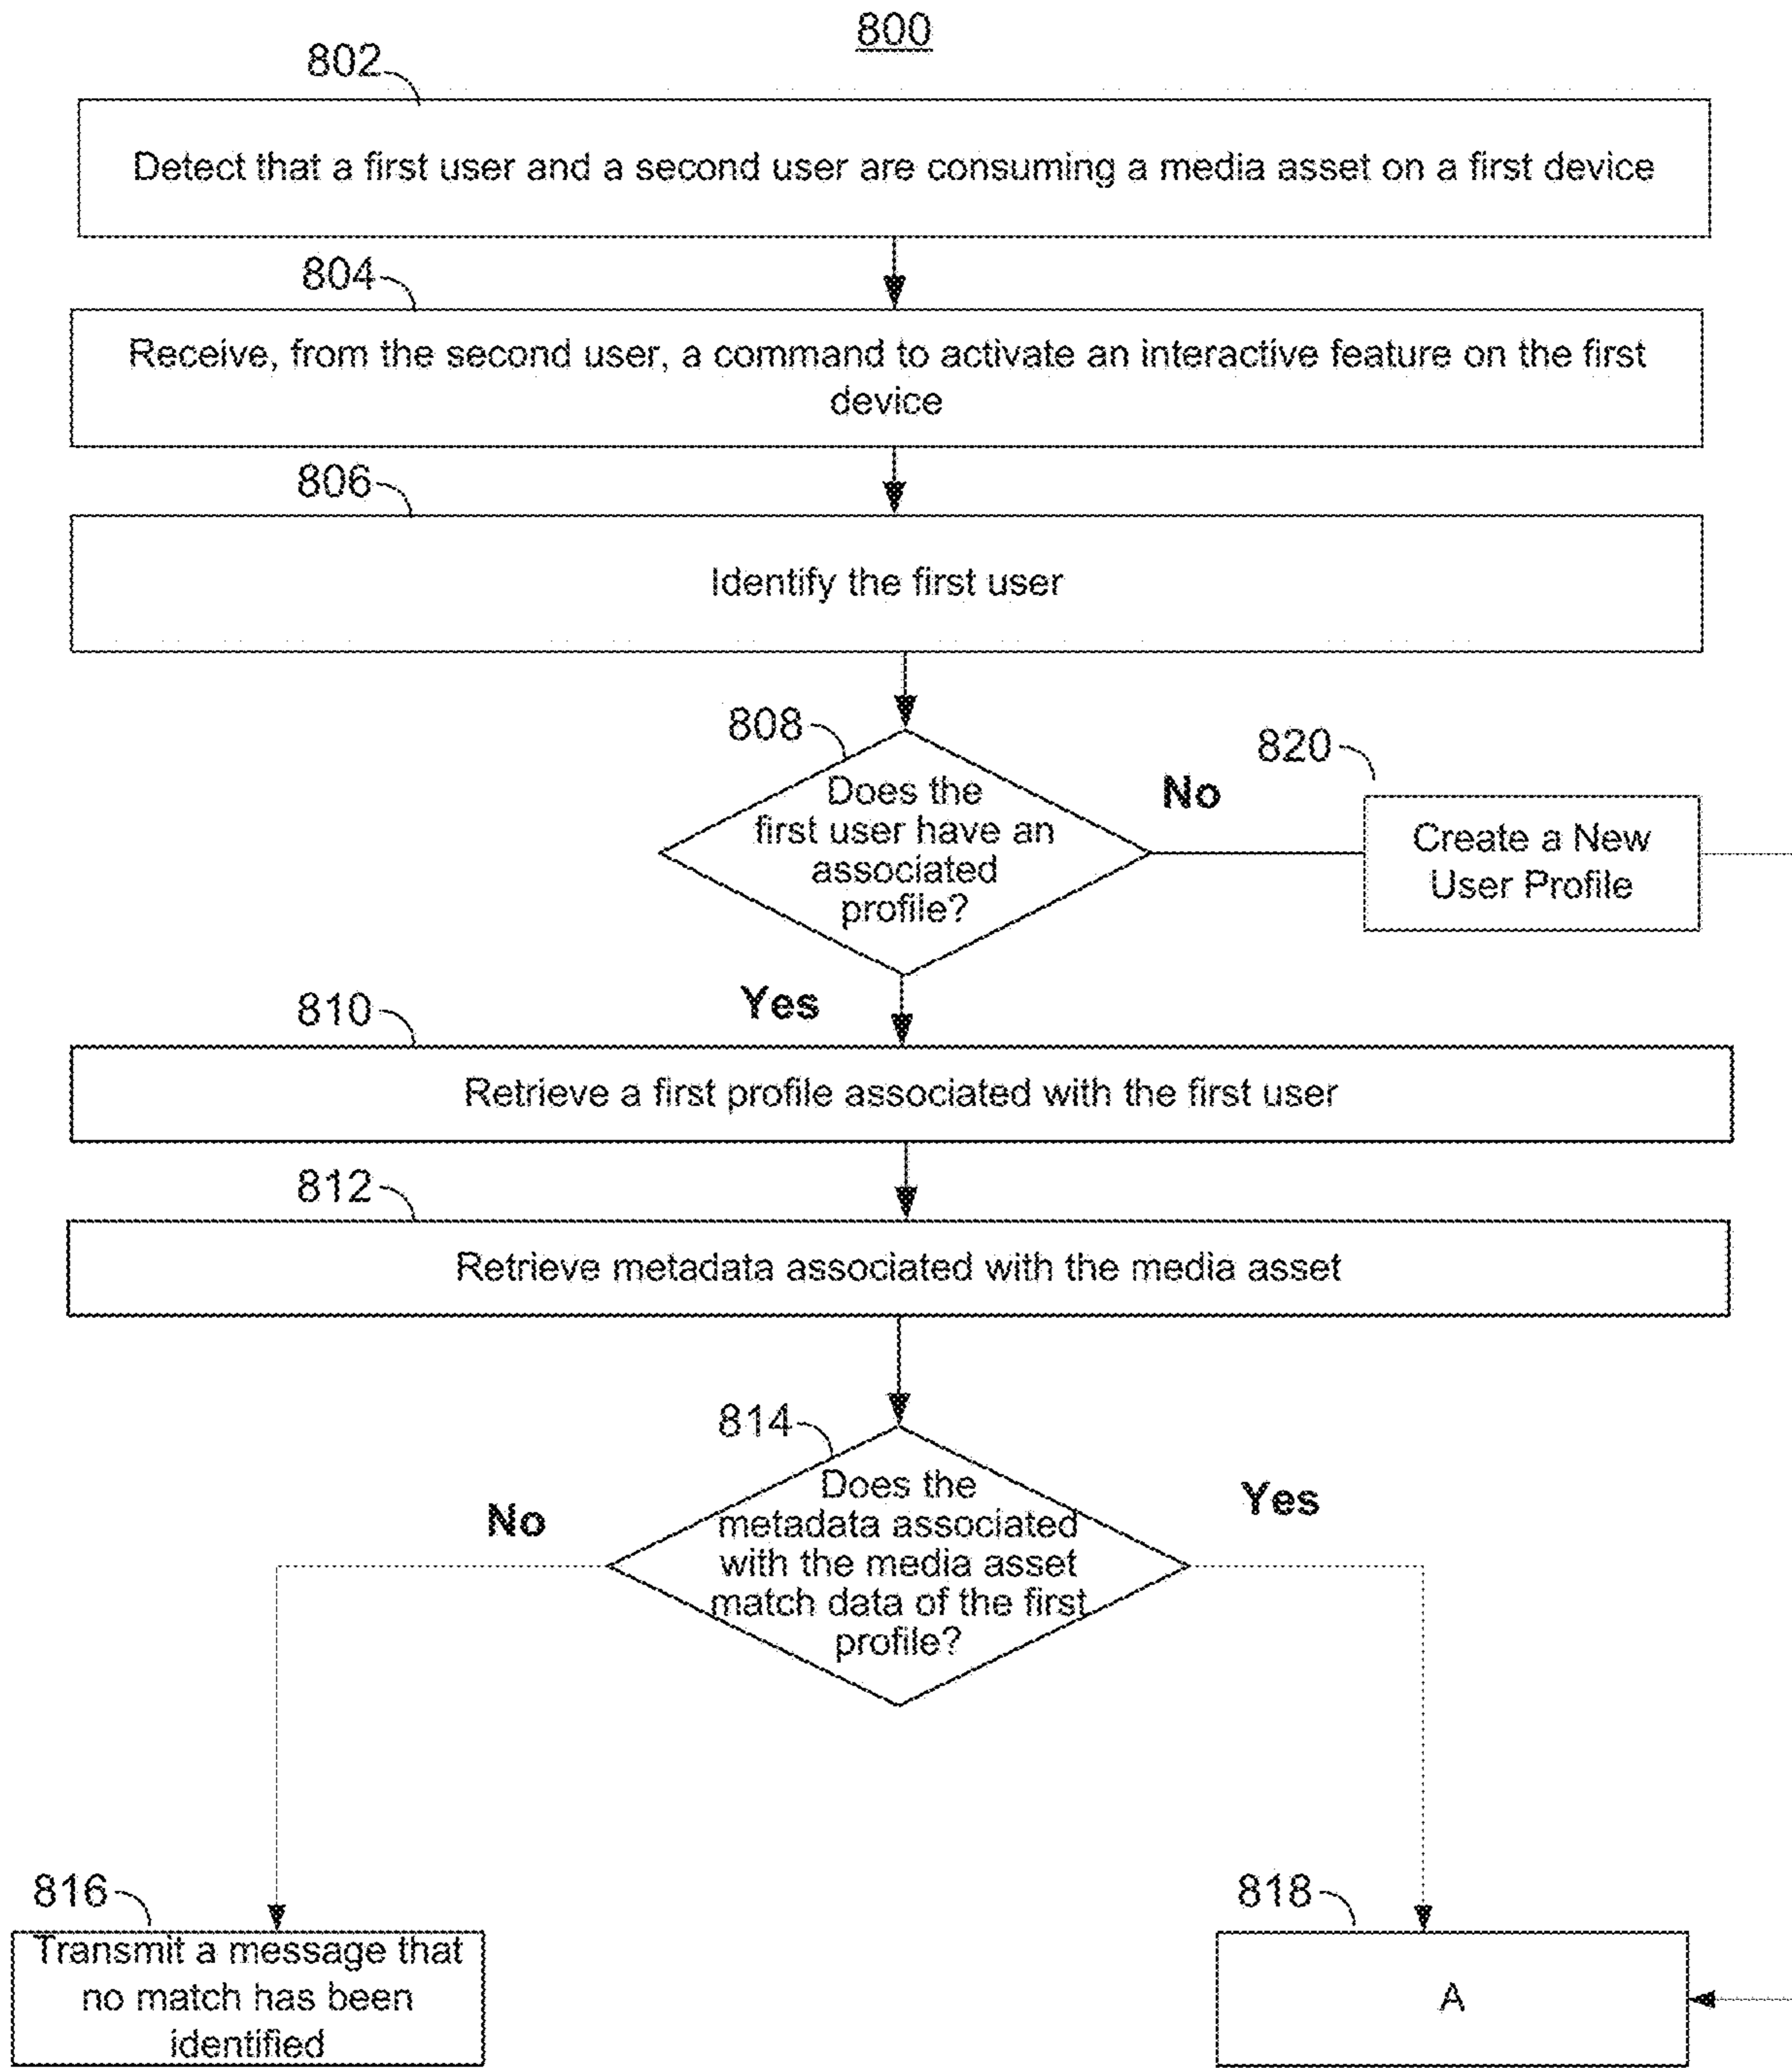 800
802
Detect that a first user and a second user are consuming a media asset on a first device
804
Receive, from the second user, a command to activate an interactive feature on the first
device
806
Identify the first user
808
Does the
first user have an
associated
profile?
No
820
Create a New
User Profile
Yes
810
Retrieve a first profile associated with the first user
812
Retrieve metadata associated with the media asset
814
Does the
metadata associated
with the media asset
match data of the first
profile?
No
Yes
816
Transmit a message that
no match has been
identified
818
A